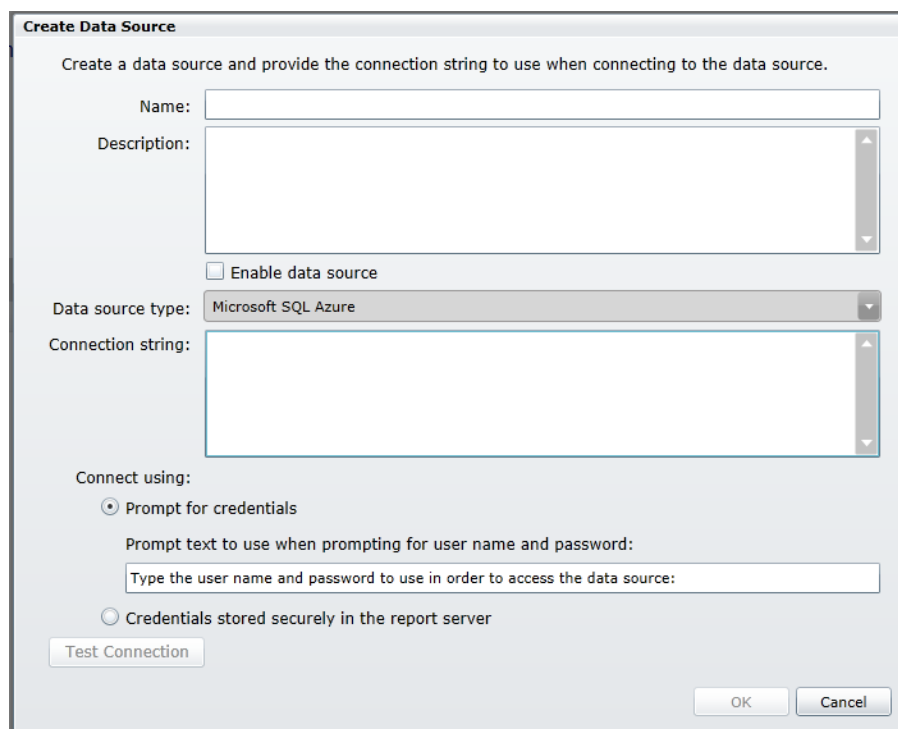 Create Data Source
Create a data source and provide the connection string to use when connecting to the data source.
Name:
Description:
Enable data source
Data source type: Microsoft SQL Azure
Connection string:
Connect using:
Prompt for credentials
Prompt text to use when prompting for user name and password:
Type the user name and password to use in order to access the data source:
Credentials stored securely in the report server
Test Connection
OK Cancel